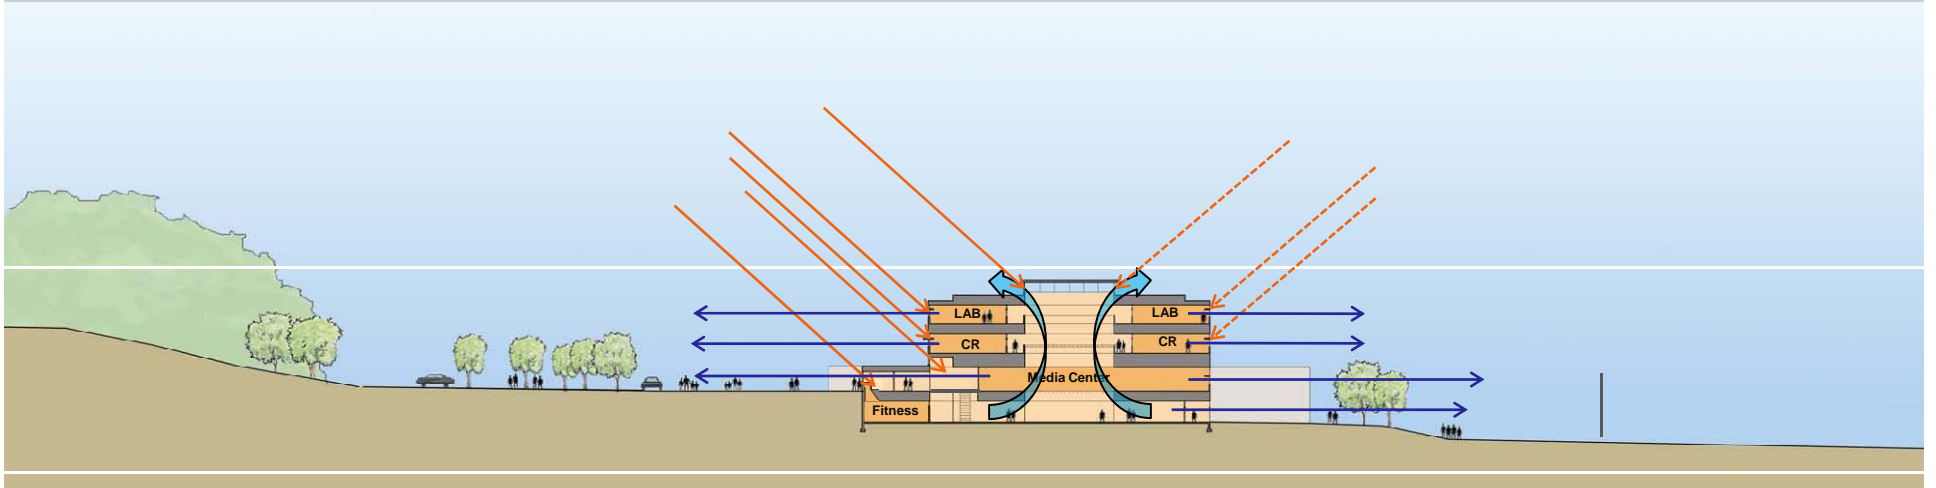 LAB
LAB
CR
CR
Media Center
Fitness